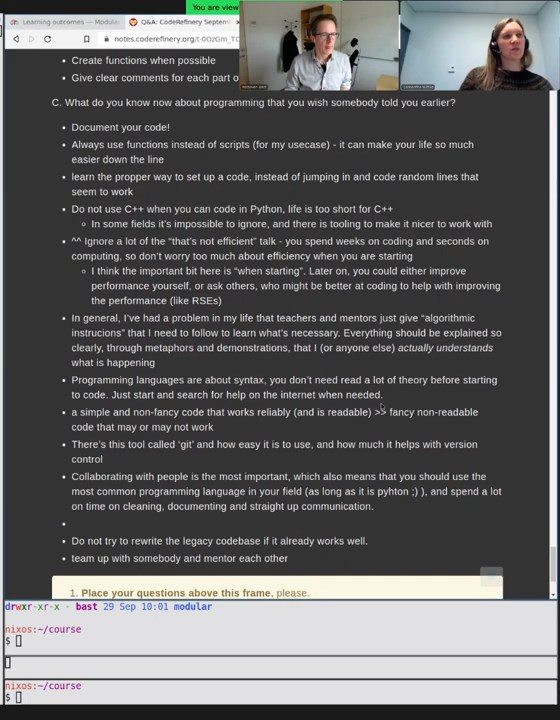 You are view
Learning outcomes — Modula
Q&A: CodeRefinery Septem
notes.coderefinery.org/t-0OzGm_TC
Create functions when possible
Give clear comments for each part o
C. What do you know now about programming that you wish somebody told you earlier?
Document your code!
Always use functions instead of scripts (for my usecase) - it can make your life so much
easier down the line
learn the propper way to set up a code, instead of jumping in and code random lines that
seem to work
Do not use C++ when you can code in Python, life is too short for C++
In some fields it's impossible to ignore, and there is tooling to make it nicer to work with
^^ Ignore a lot of the “that's not efficient” talk - you spend weeks on coding and seconds on
computing, so don't worry too much about efficiency when you are starting
I think the important bit here is “when starting”. Later on, you could either improve
performance yourself, or ask others, who might be better at coding to help with improving
the performance (like RSEs)
In general, I've had a problem in my life that teachers and mentors just give “algorithmic
instrucions” that I need to follow to learn what's necessary. Everything should be explained so
clearly, through metaphors and demonstrations, that I (or anyone else) actually understands
what is happening
Programming languages are about syntax, you don't need read a lot of theory before starting
to code. Just start and search for help on the internet when needed.
a simple and non-fancy code that works reliably (and is readable) >> fancy non-readable
code that may or may not work
There's this tool called ‘git’ and how easy it is to use, and how much it helps with version
control
Collaborating with people is the most important, which also means that you should use the
most common programming language in your field (as long as it is pyhton ;) ), and spend a lot
on time on cleaning, documenting and straight up communication.
Do not try to rewrite the legacy codebase if it already works well.
team up with somebody and mentor each other
1. Place your questions above this frame, please.
drwxr-xr-x - bast 29 Sep 10:01 modular
nixos:~/course
$
nixos:~/course
$